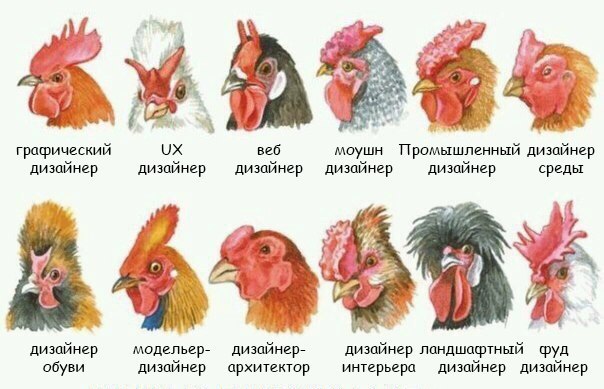 графический UX веб моушн Промышленный дизайнер
дизайнер дизайнер дизайнер дизайнер дизайнер среды
дизайнер модельер- дизайнер- дизайнер ландшафтный фуд
обуви дизайнер архитектор интерьера дизайнер дизайнер